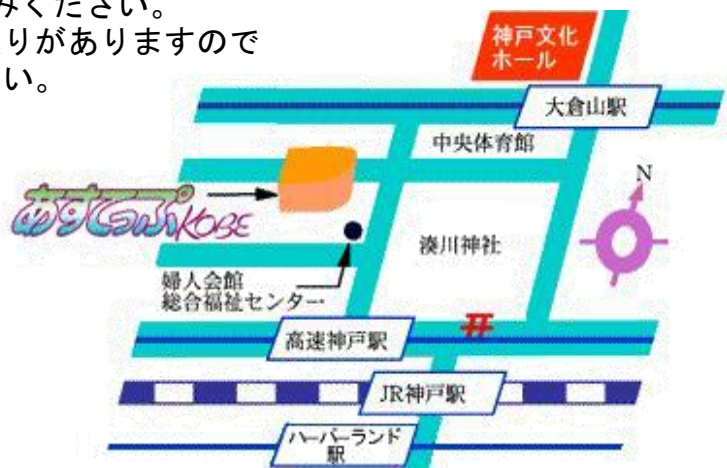 みください。
りがありますので
い。
神戸文化
ホール
大倉山駅
中央体育館
N
あすてっぷKOBE
湊川神社
婦人会館
総合福祉センター
高速神戸駅
JR神戸駅
ハーバーランド
駅